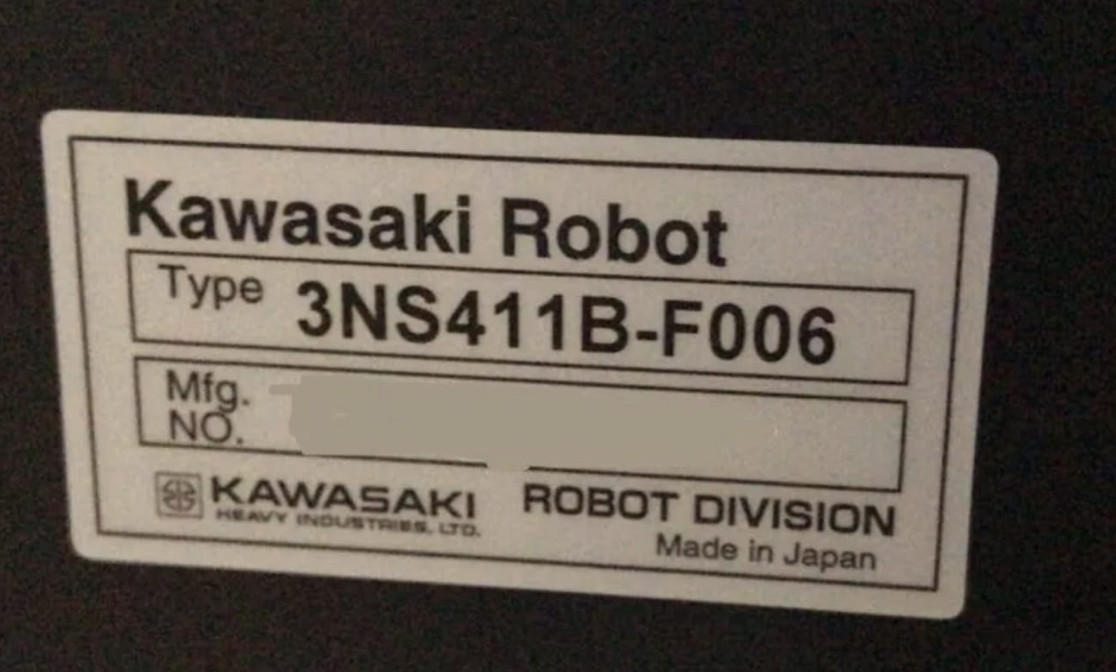 Kawasaki Robot
Type 3NS411B-F006
Mfg.
NO.
KAWASAKI
HEAVY INDUSTRIES, LTD.
ROBOT DIVISION
Made in Japan